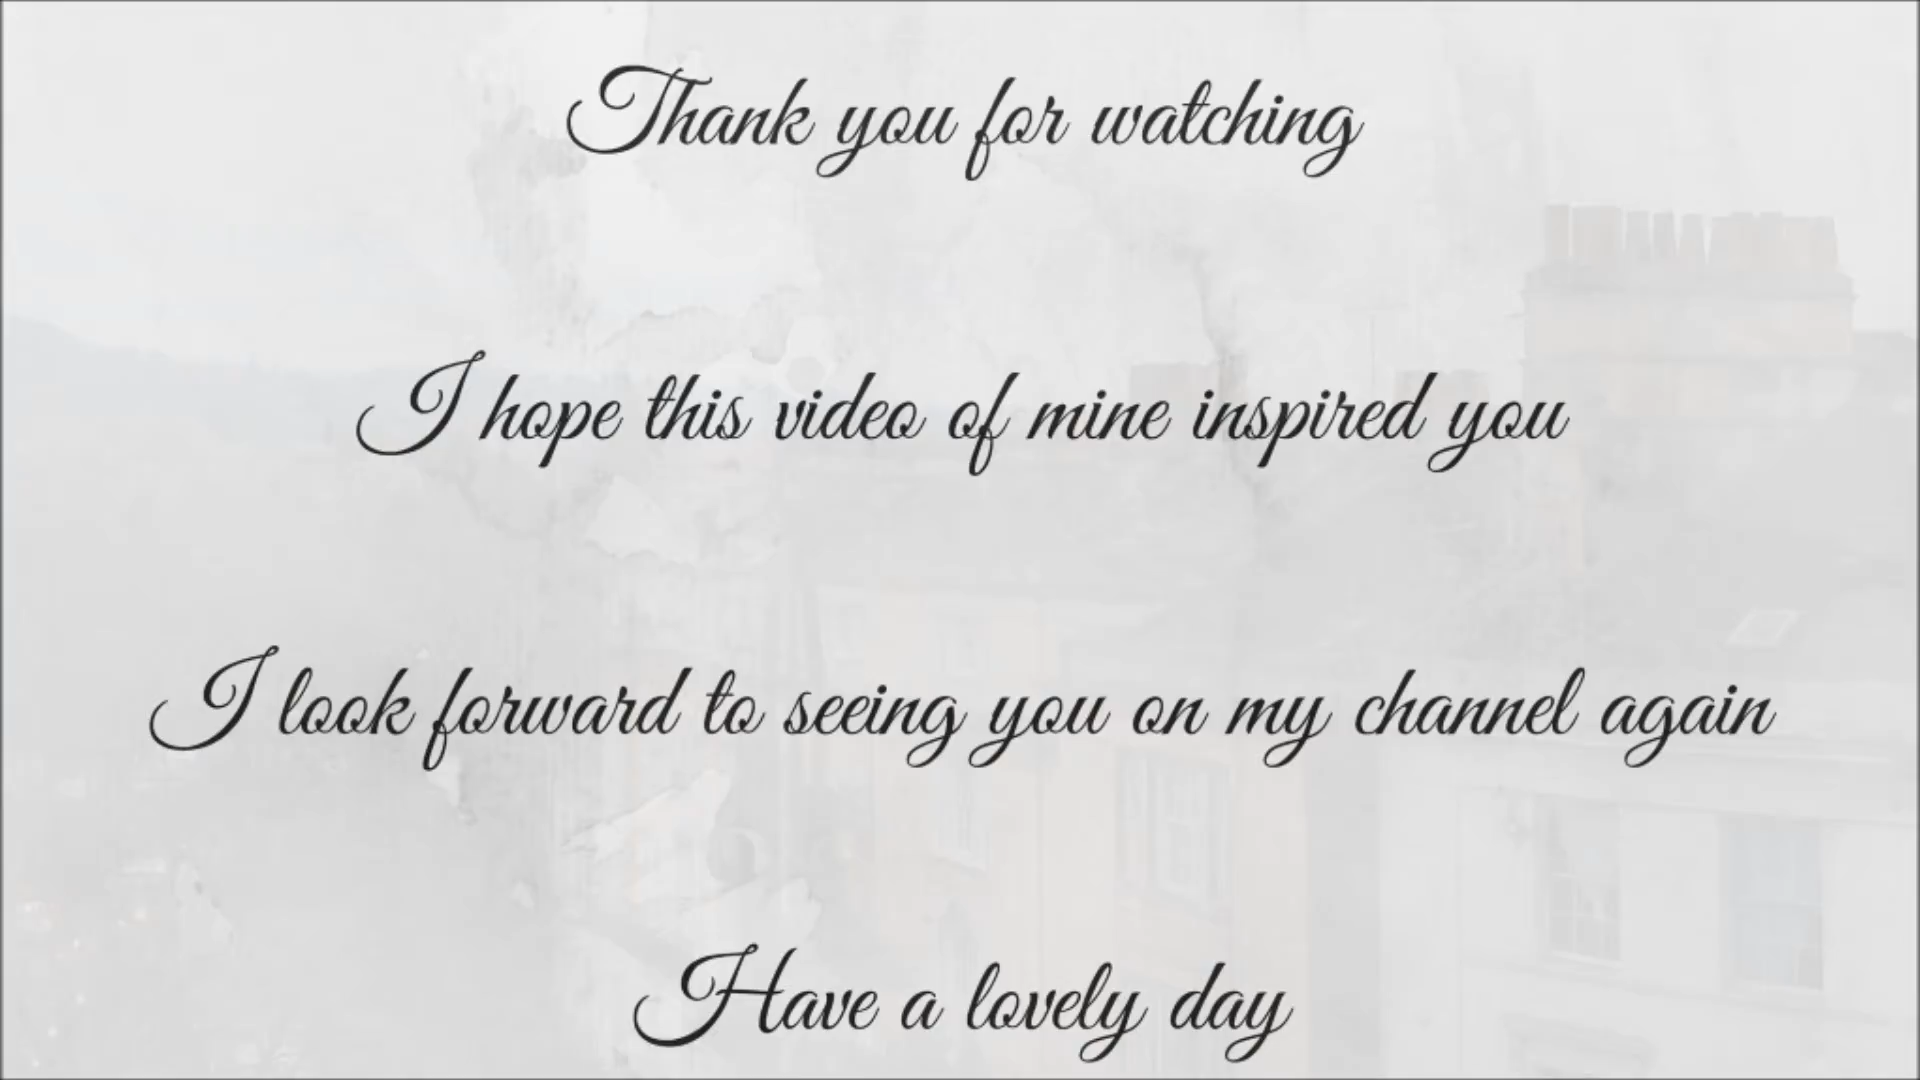 Thank you for watching
I hope this video of mine inspired you
I look forward to seeing you on my channel again
Have a lovely day